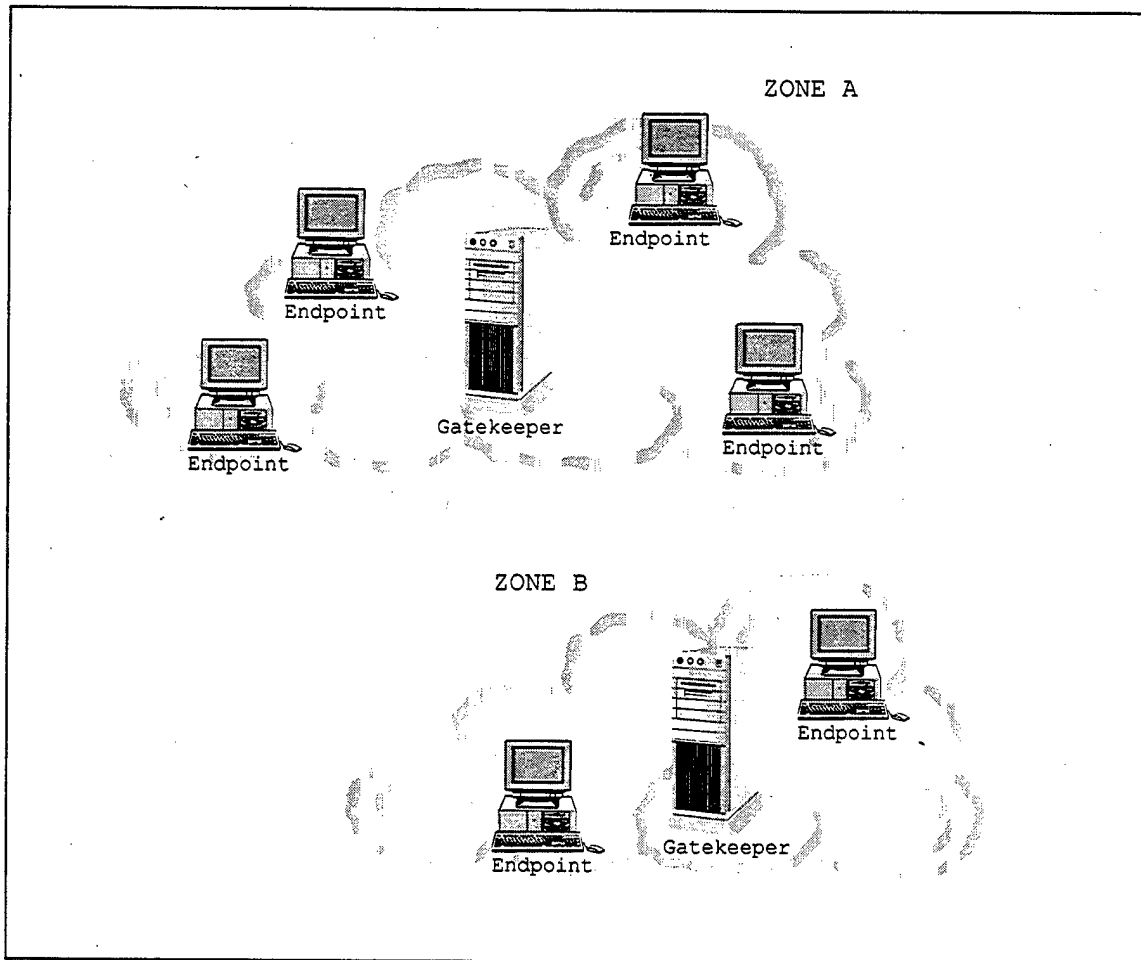 ZONE A
Endpoint
Endpoint
Gatekeeper
Endpoint
Endpoint
ZONE B
Endpoint
Gatekeeper
Endpoint